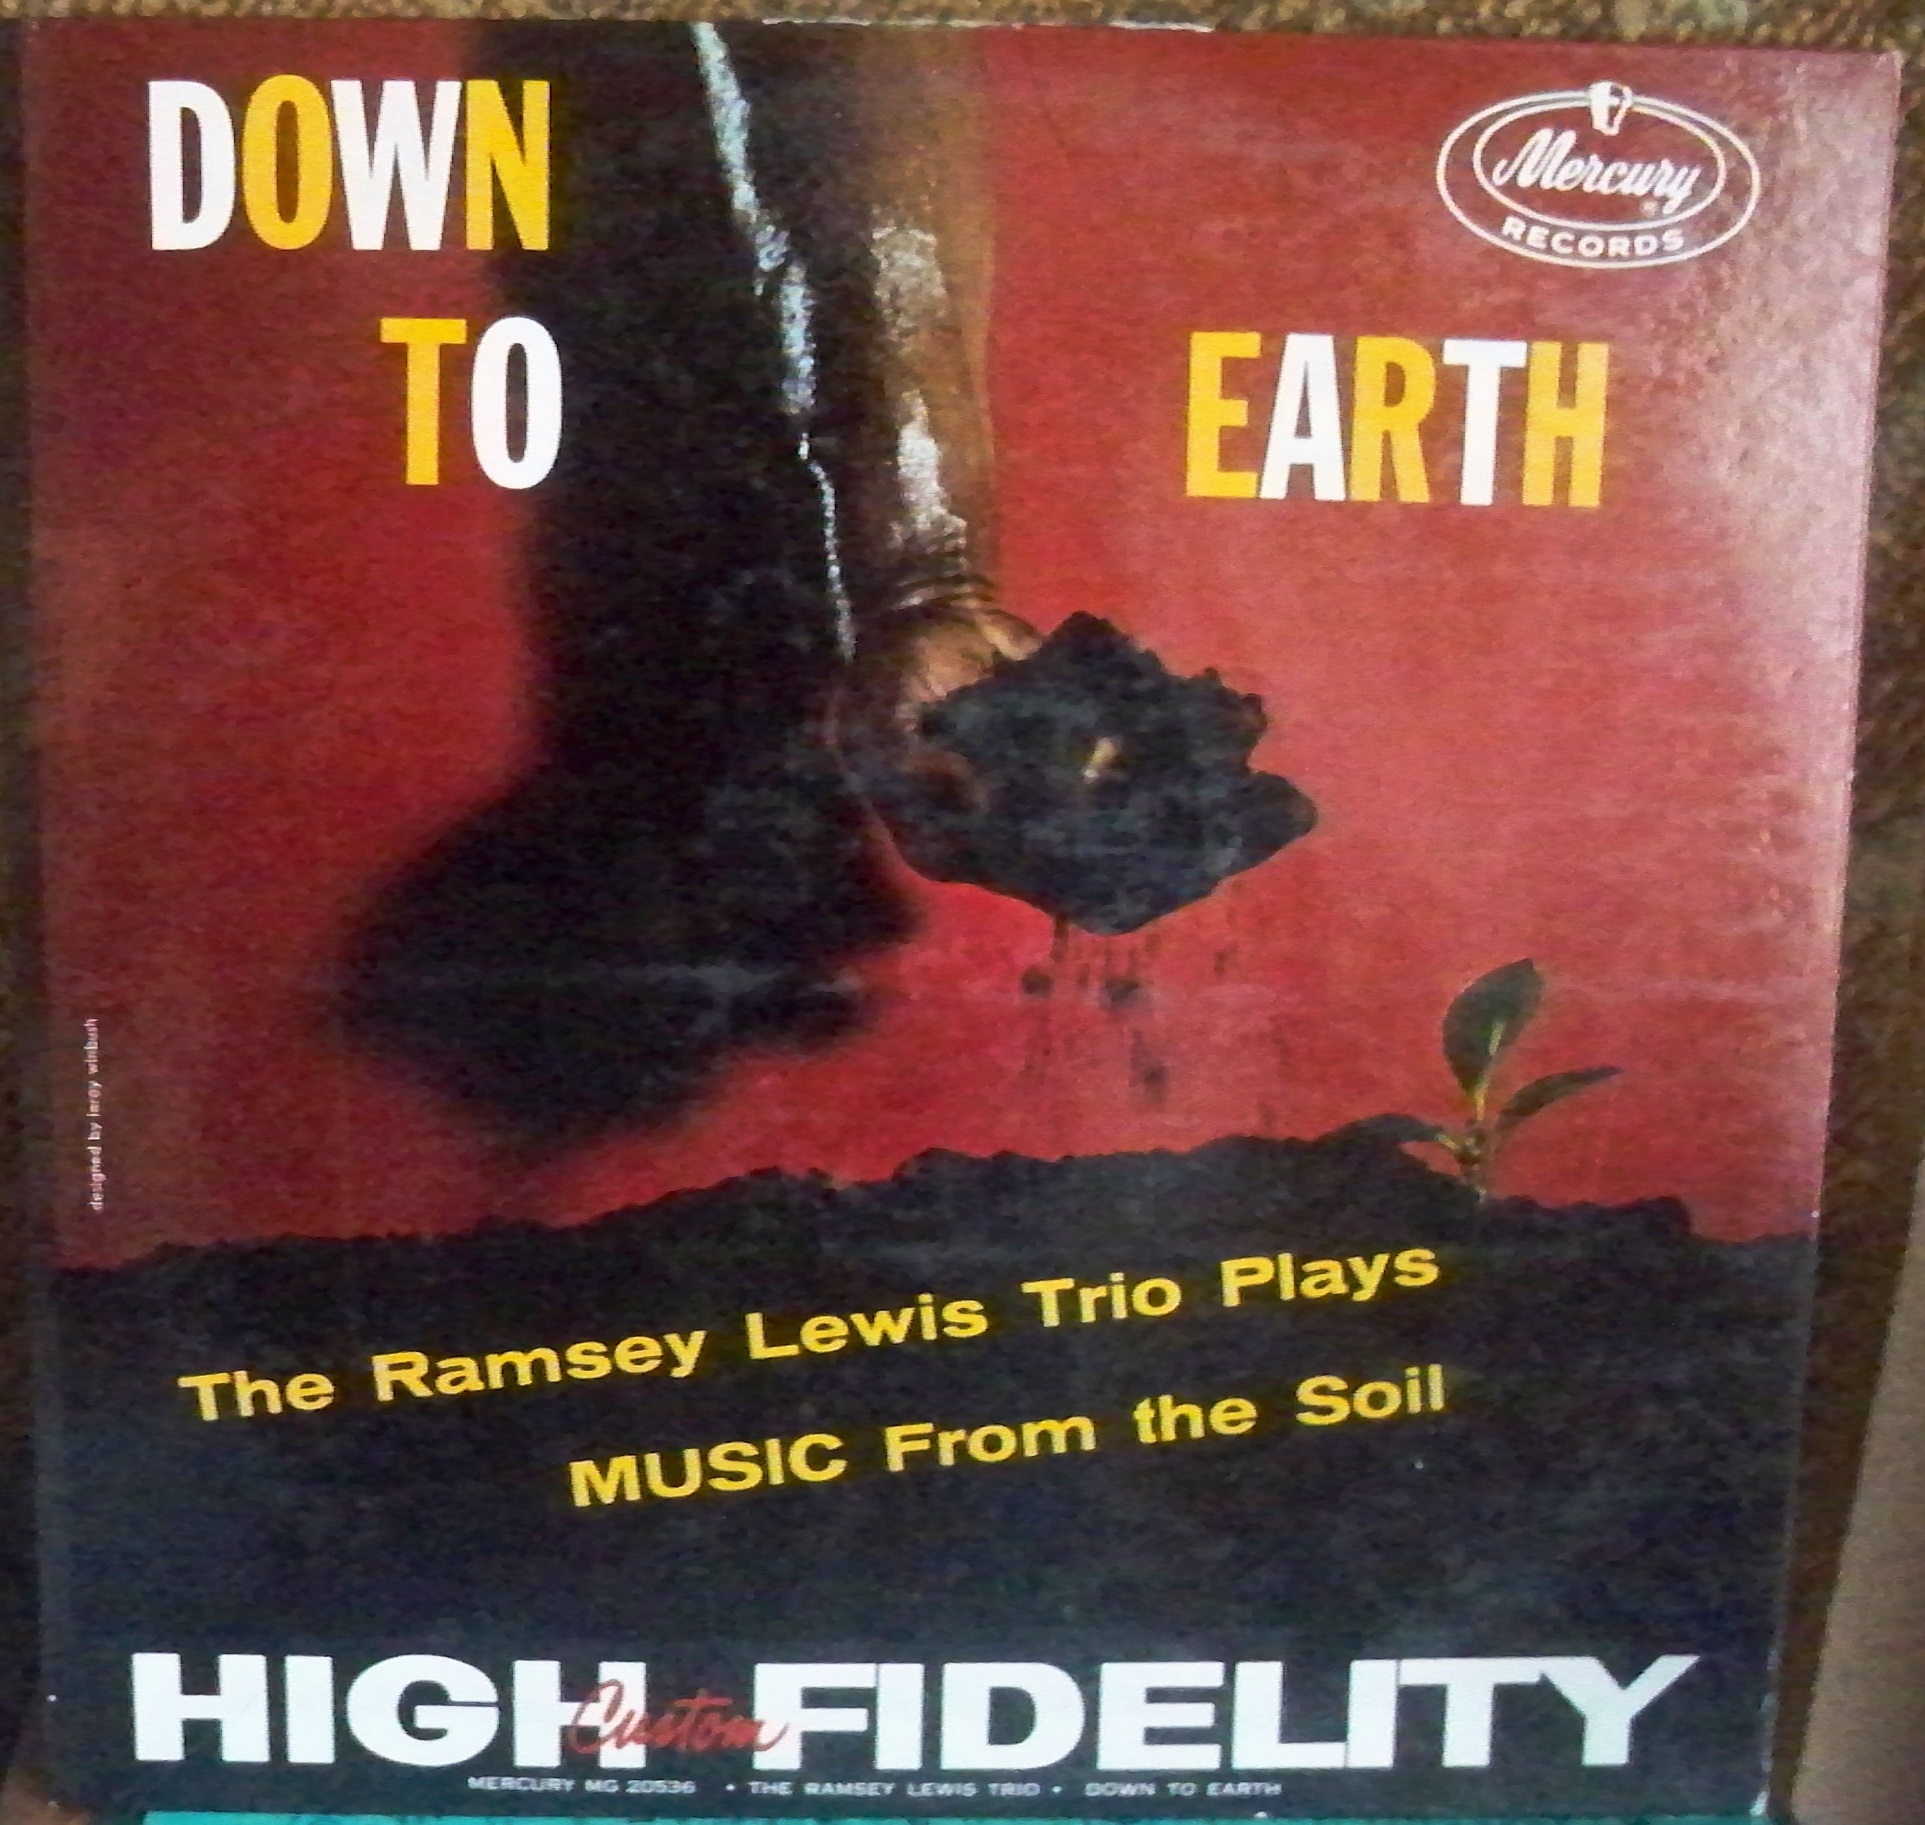 DOWN
TO EARTH
Mercury
RECORDS
designed by leroy winbush
The Ramsey Lewis Trio Plays
MUSIC From the Soil
HIGH Custom FIDELITY
MERCURY MG 20536 • THE RAMSEY LEWIS TRIO • DOWN TO EARTH